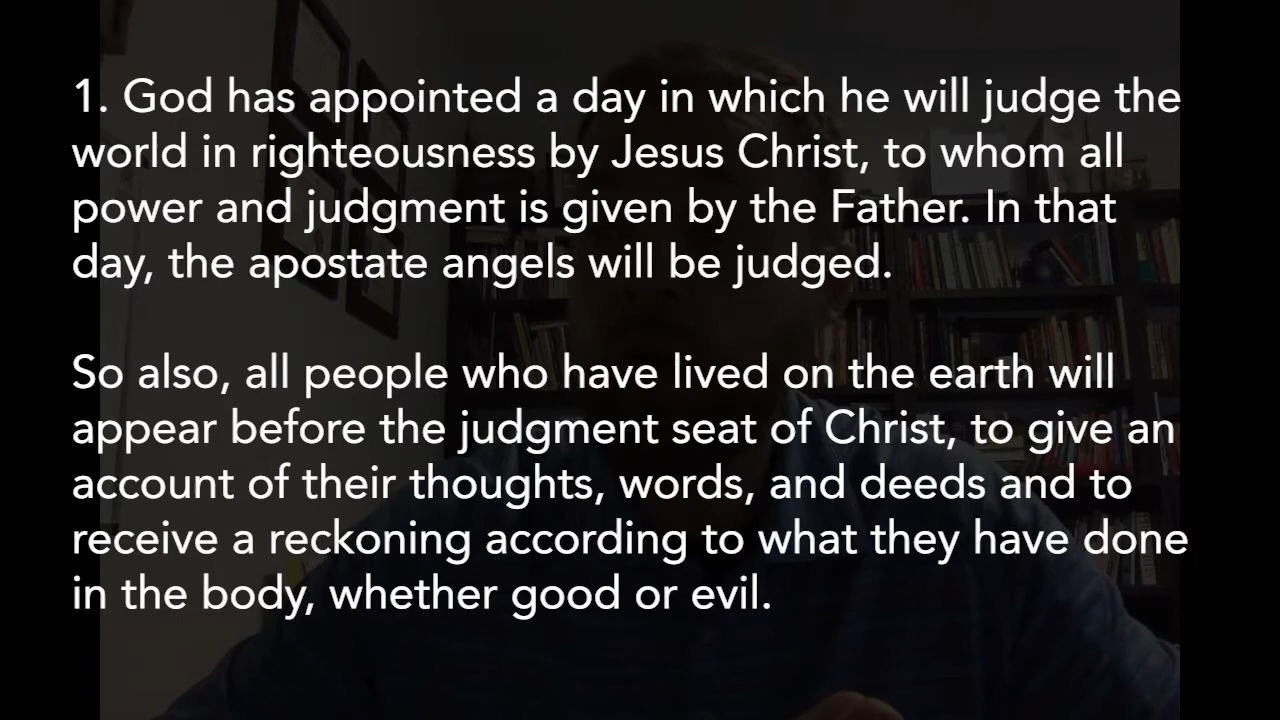 1. God has appointed a day in which he will judge the
world in righteousness by Jesus Christ, to whom all
power and judgment is given by the Father. In that
day, the apostate angels will be judged.
So also, all people who have lived on the earth will
appear before the judgment seat of Christ, to give an
account of their thoughts, words, and deeds and to
receive a reckoning according to what they have done
in the body, whether good or evil.